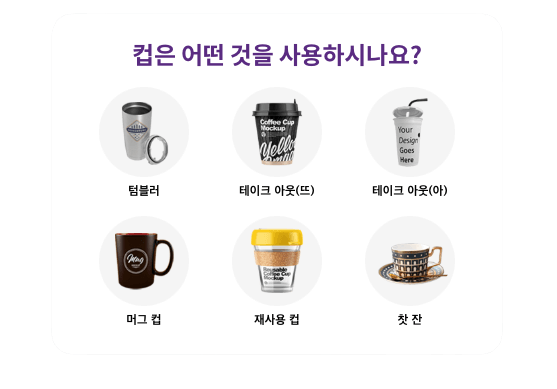 컵은 어떤 것을 사용하시나요?
Coffee Cup
Mockup
Yellow
Your
Design
Goes
Here
텀블러
테이크 아웃(뜨)
테이크 아웃(아)
Mug
Reusable
Coffee Cup
Mockup
머그 컵
재사용 컵
찻 잔